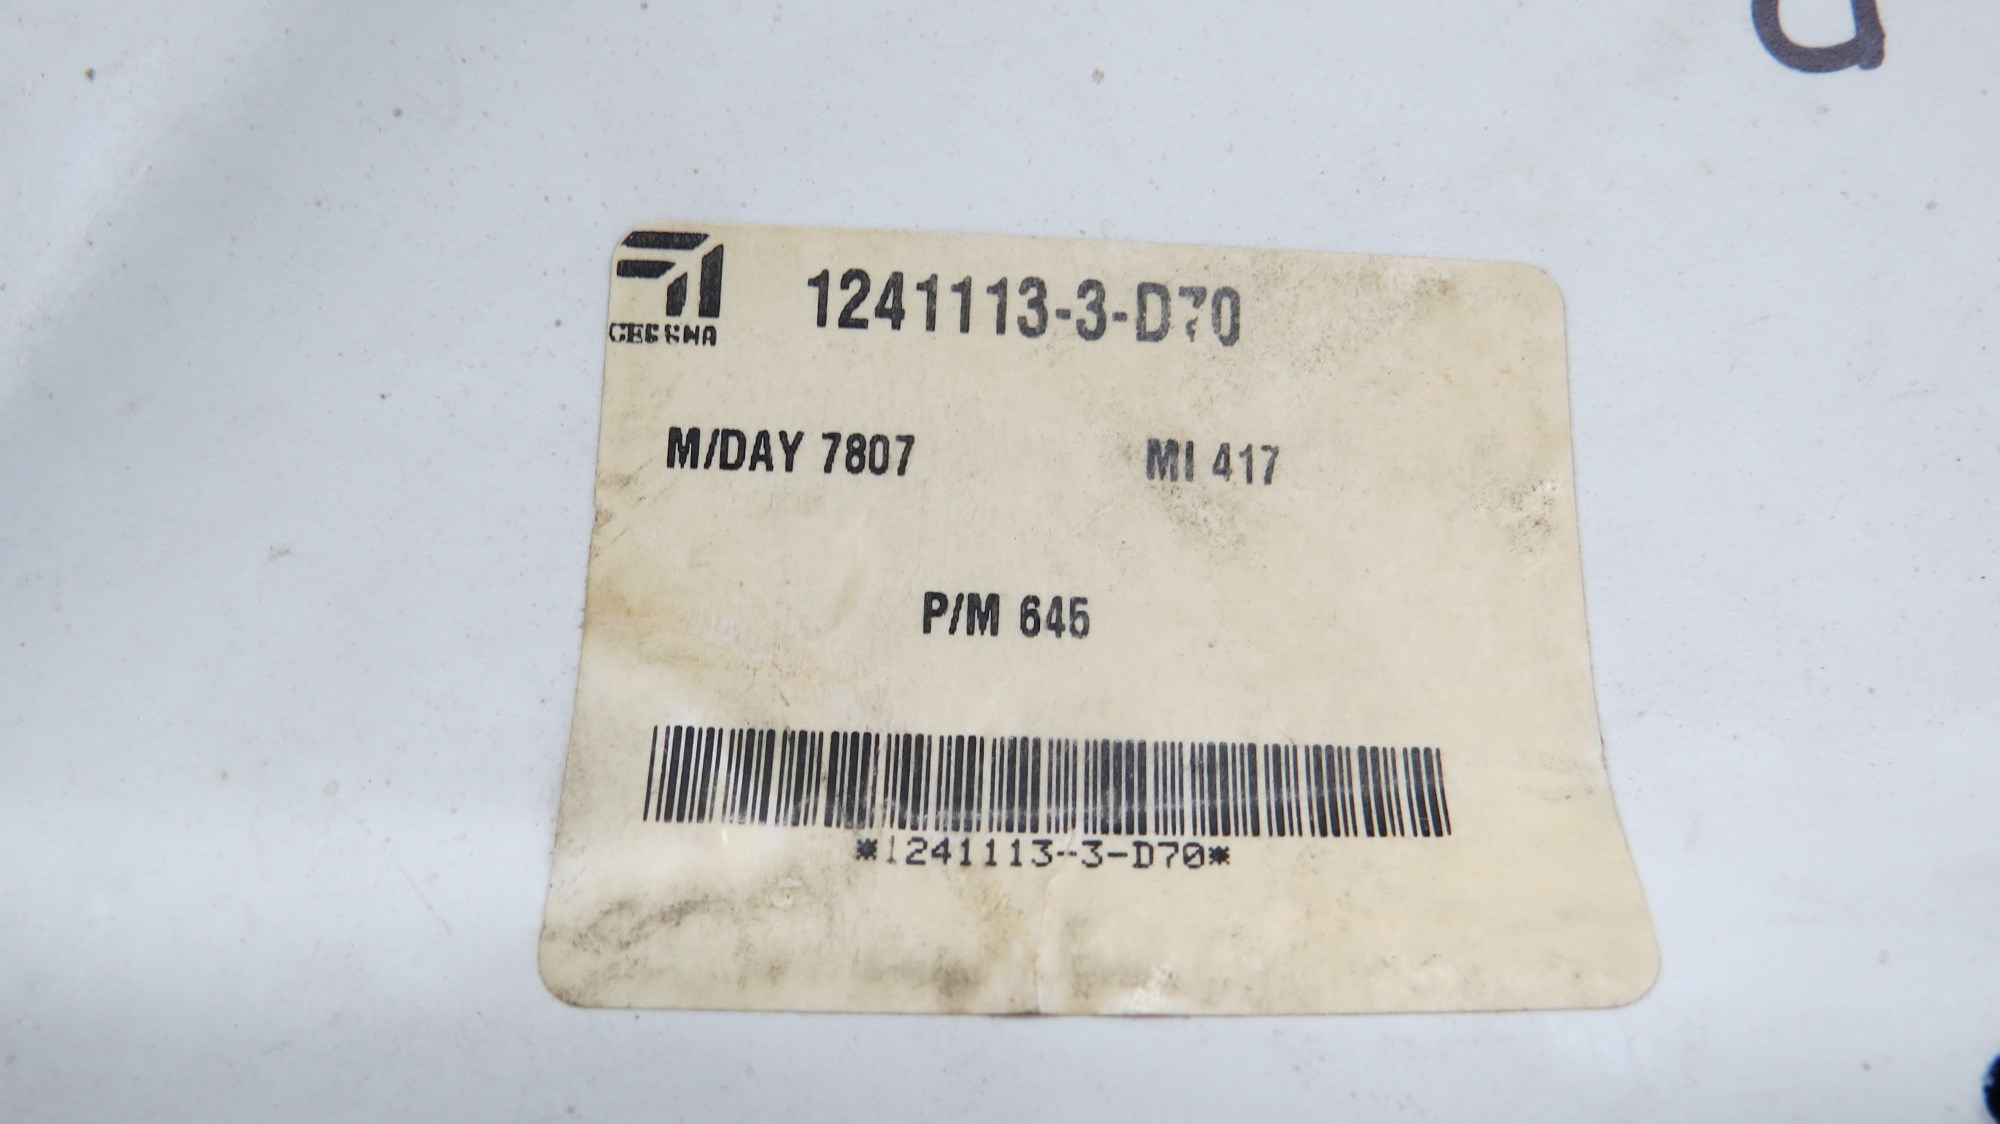 CESSNA
1241113-3-D70
M/DAY 7807 MI 417
P/M 645
*1241113-3-D70*